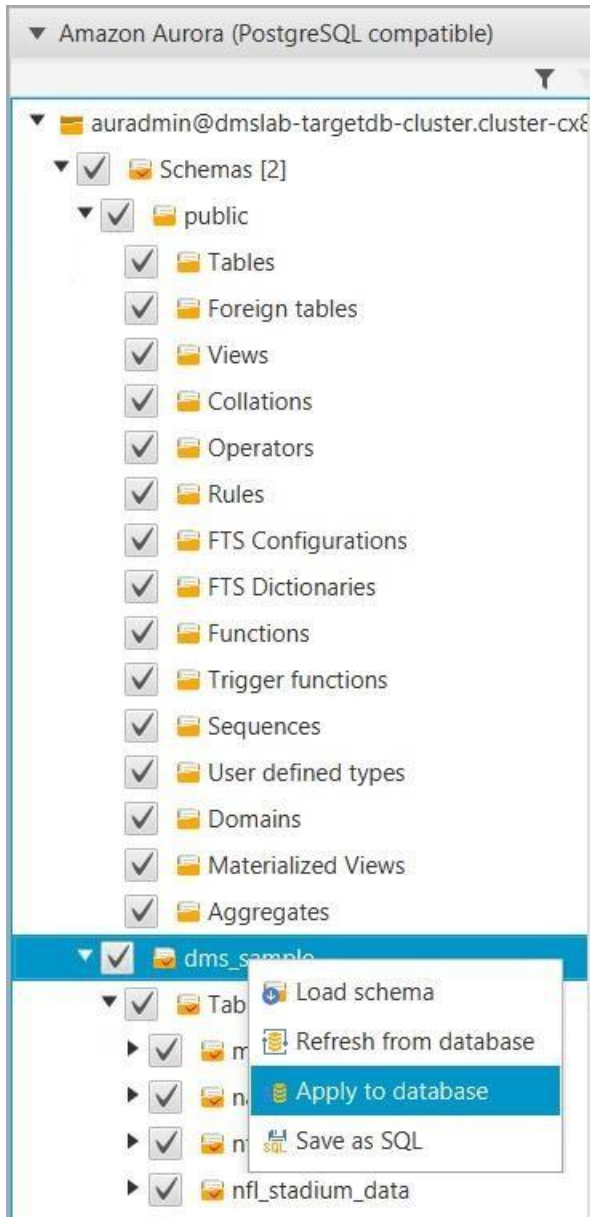 Amazon Aurora (PostgreSQL compatible)
auradmin@dmslab-targetdb-cluster.cluster-cx8
Schemas [2]
public
Tables
Foreign tables
Views
Collations
Operators
Rules
FTS Configurations
FTS Dictionaries
Functions
Trigger functions
Sequences
User defined types
Domains
Materialized Views
Aggregates
dms_sample
Load schema
Tab
Refresh from database
Apply to database
SQL Save as SQL
nfl_stadium_data